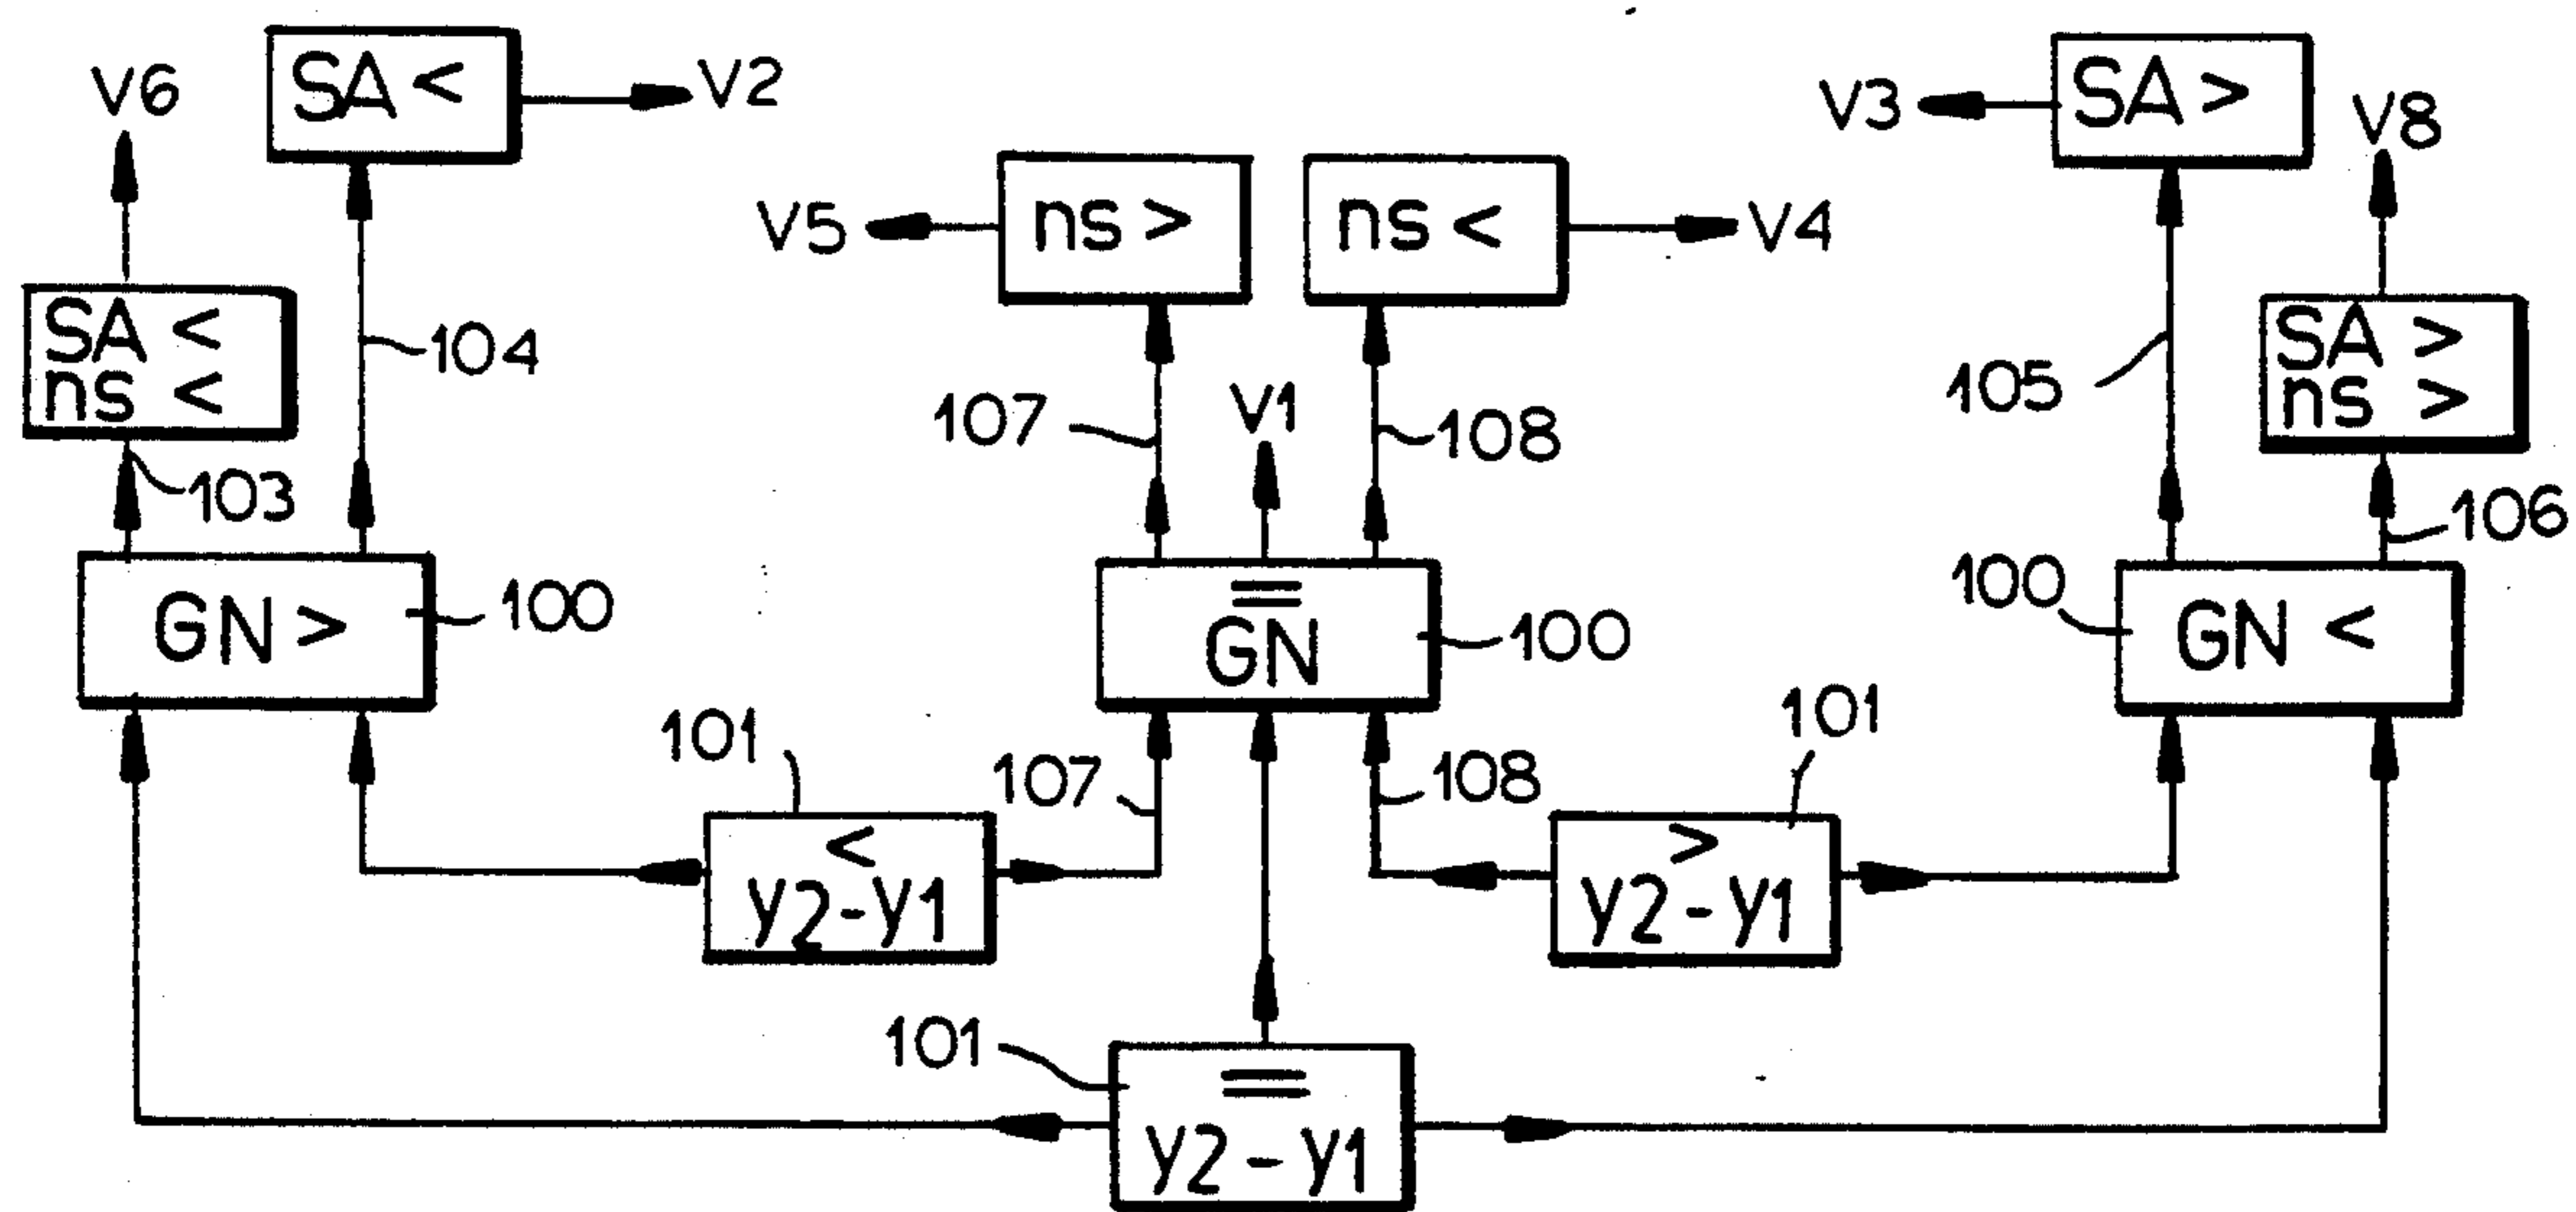 V6
SA <
V2
V3
SA >
V8
V5
ns >
ns <
V4
SA <
ns <
104
107
V1
108
105
SA >
ns >
103
106
GN >
100
=
GN
100
100
GN <
101
107
108
101
<
y2-y1
>
y2-y1
101
=
y2-y1